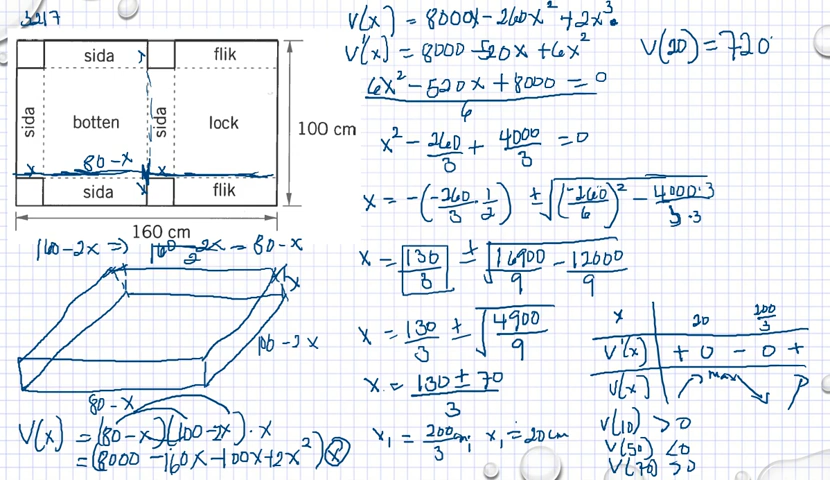 3217
sida
flik
sida
botten
sida
lock
100 cm
80-x
x
x
x
sida
flik
160 cm
160-2x => 160-2x/2 = 80-x
x
100-2x
80-x
V(x) = (80-x)(100-2x)·x
= (8000-160x-100x+2x²)(x)
V(x) = 8000x-260x²+2x³
V'(x) = 8000-520x+6x²
6x²-520x+8000 = 0
6
x² - 260/3 + 4000/3 = 0
x = -(-260/3 · 1/2) ± √((-260/6)² - 4000·3/3·3)
x = 130/3 ± √(16900/9 - 12000/9)
x = 130/3 ± √(4900/9)
x = 130±70/3
x₁ = 200/3 cm; x₁ = 20cm
V(20) = 720
x 20 200/3
V'(x) + 0 - 0 +
V(x) ↗ max ↘ ↗
V(10) > 0
V(50) < 0
V(70) > 0